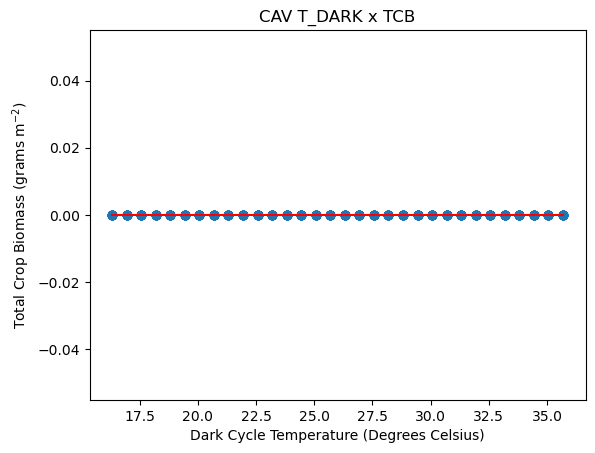 CAV T_DARK x TCB
Total Crop Biomass (grams m⁻²)
0.04
0.02
0.00
−0.02
−0.04
17.5 20.0 22.5 25.0 27.5 30.0 32.5 35.0
Dark Cycle Temperature (Degrees Celsius)